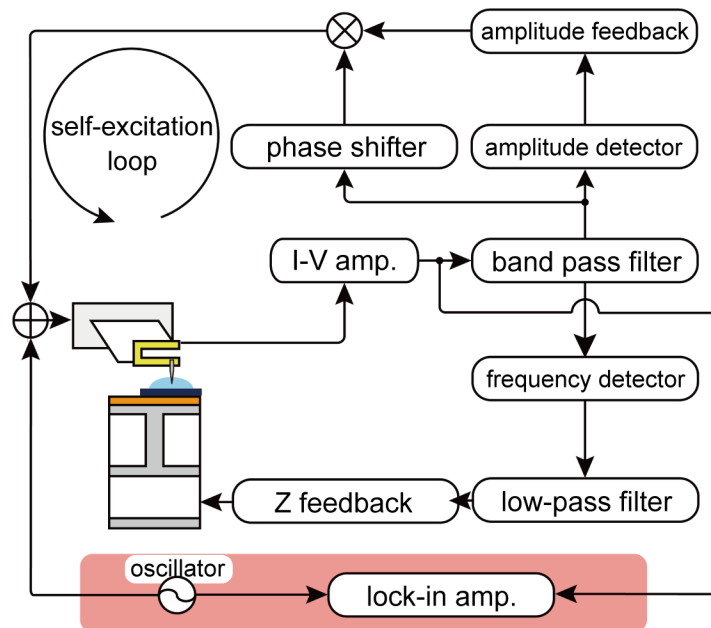 amplitude feedback
self-excitation
loop
phase shifter
amplitude detector
I-V amp.
band pass filter
frequency detector
Z feedback
low-pass filter
oscillator
lock-in amp.